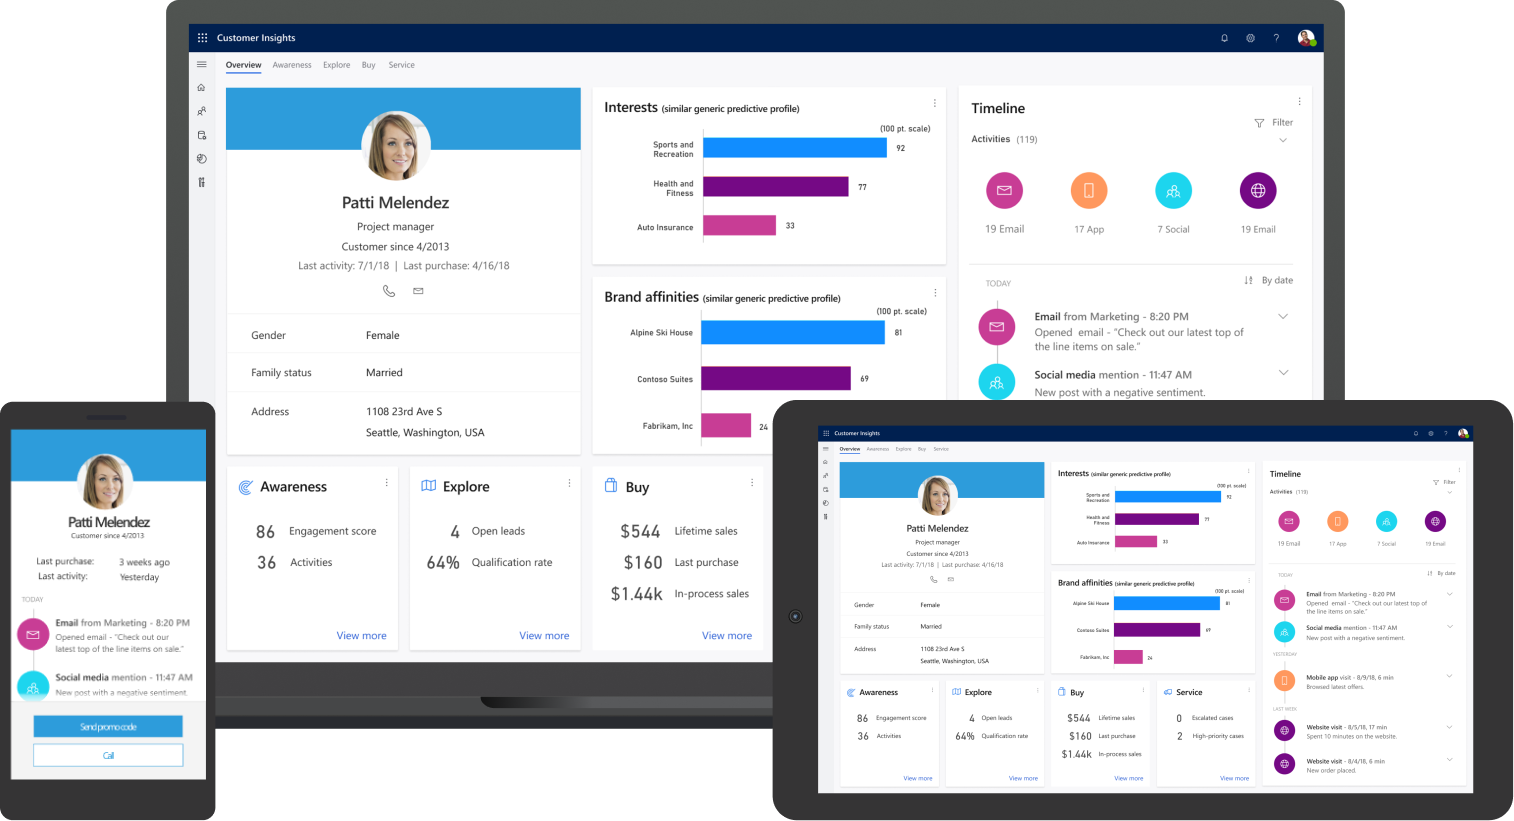 Customer Insights
?
Overview Awareness Explore Buy Service
Patti Melendez
Project manager
Customer since 4/2013
Last activity: 7/1/18 | Last purchase: 4/16/18
Gender Female
Family status Married
Address 1108 23rd Ave S
Seattle, Washington, USA
Interests (similar generic predictive profile)
(100 pt. scale)
Sports and
Recreation 92
Health and
Fitness 77
Auto Insurance 33
Brand affinities (similar generic predictive profile)
(100 pt. scale)
Alpine Ski House 81
Contoso Suites 69
Fabrikam, Inc 24
Timeline
Filter
Activities (119)
19 Email 17 App 7 Social 19 Email
TODAY By date
Email from Marketing - 8:20 PM
Opened email - “Check out our latest top of
the line items on sale.”
Social media mention - 11:47 AM
New post with a negative sentiment.
Awareness
86 Engagement score
36 Activities
View more
Explore
4 Open leads
64% Qualification rate
View more
Buy
$544 Lifetime sales
$160 Last purchase
$1.44k In-process sales
View more
Patti Melendez
Customer since 4/2013
Last purchase: 3 weeks ago
Last activity: Yesterday
TODAY
Email from Marketing - 8:20 PM
Opened email - “Check out our
latest top of the line items on sale.”
Social media mention - 11:47 AM
New post with a negative sentiment.
Send promo code
Call
Customer Insights
?
Overview Awareness Explore Buy Service
Patti Melendez
Project manager
Customer since 4/2013
Last activity: 7/1/18 | Last purchase: 4/16/18
Gender Female
Family status Married
Address 1108 23rd Ave S
Seattle, Washington, USA
Interests (similar generic predictive profile)
(100 pt. scale)
Sports and
Recreation 92
Health and
Fitness 77
Auto Insurance 33
Brand affinities (similar generic predictive profile)
(100 pt. scale)
Alpine Ski House 81
Contoso Suites 69
Fabrikam, Inc 24
Timeline
Filter
Activities (119)
19 Email 17 App 7 Social 19 Email
TODAY By date
Email from Marketing - 8:20 PM
Opened email - “Check out our latest top of
the line items on sale.”
Social media mention - 11:47 AM
New post with a negative sentiment.
YESTERDAY
Mobile app visit - 8/9/18, 6 min
Browsed latest offers.
LAST WEEK
Website visit - 8/5/18, 17 min
Spent 10 minutes on the website.
Website visit - 8/4/18, 6 min
New order placed.
Awareness
86 Engagement score
36 Activities
View more
Explore
4 Open leads
64% Qualification rate
View more
Buy
$544 Lifetime sales
$160 Last purchase
$1.44k In-process sales
View more
Service
0 Escalated cases
2 High-priority cases
View more